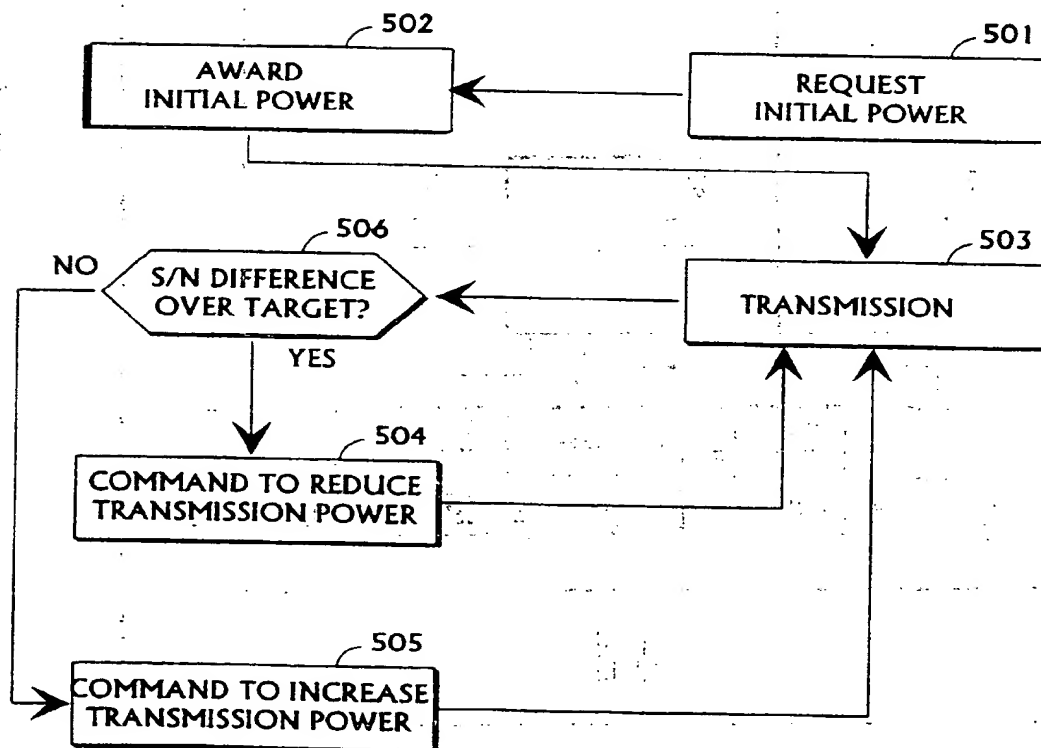 502
AWARD
INITIAL POWER
501
REQUEST
INITIAL POWER
506
NO
S/N DIFFERENCE
OVER TARGET?
YES
503
TRANSMISSION
504
COMMAND TO REDUCE
TRANSMISSION POWER
505
COMMAND TO INCREASE
TRANSMISSION POWER